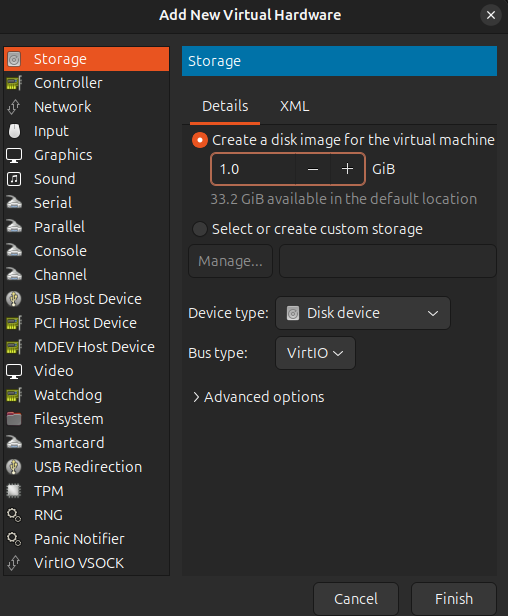 Add New Virtual Hardware
Storage
Controller
Network
Input
Graphics
Sound
Serial
Parallel
Console
Channel
USB Host Device
PCI Host Device
MDEV Host Device
Video
Watchdog
Filesystem
Smartcard
USB Redirection
TPM
RNG
Panic Notifier
VirtIO VSOCK
Storage
Details XML
Create a disk image for the virtual machine
1.0 − + GiB
33.2 GiB available in the default location
Select or create custom storage
Manage...
Device type: Disk device
Bus type: VirtIO
Advanced options
Cancel Finish